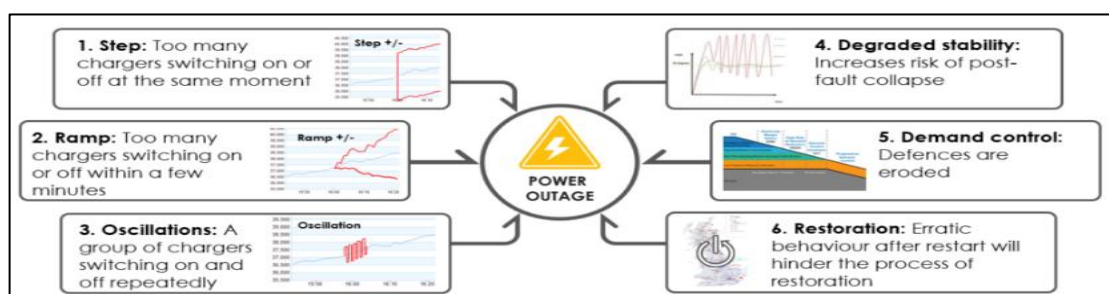 1. Step: Too many
chargers switching on or
off at the same moment
Step +/-
2. Ramp: Too many
chargers switching on
or off within a few
minutes
Ramp +/-
3. Oscillations: A
group of chargers
switching on and
off repeatedly
Oscillation
POWER
OUTAGE
4. Degraded stability:
Increases risk of post-
fault collapse
5. Demand control:
Defences are
eroded
6. Restoration: Erratic
behaviour after restart will
hinder the process of
restoration